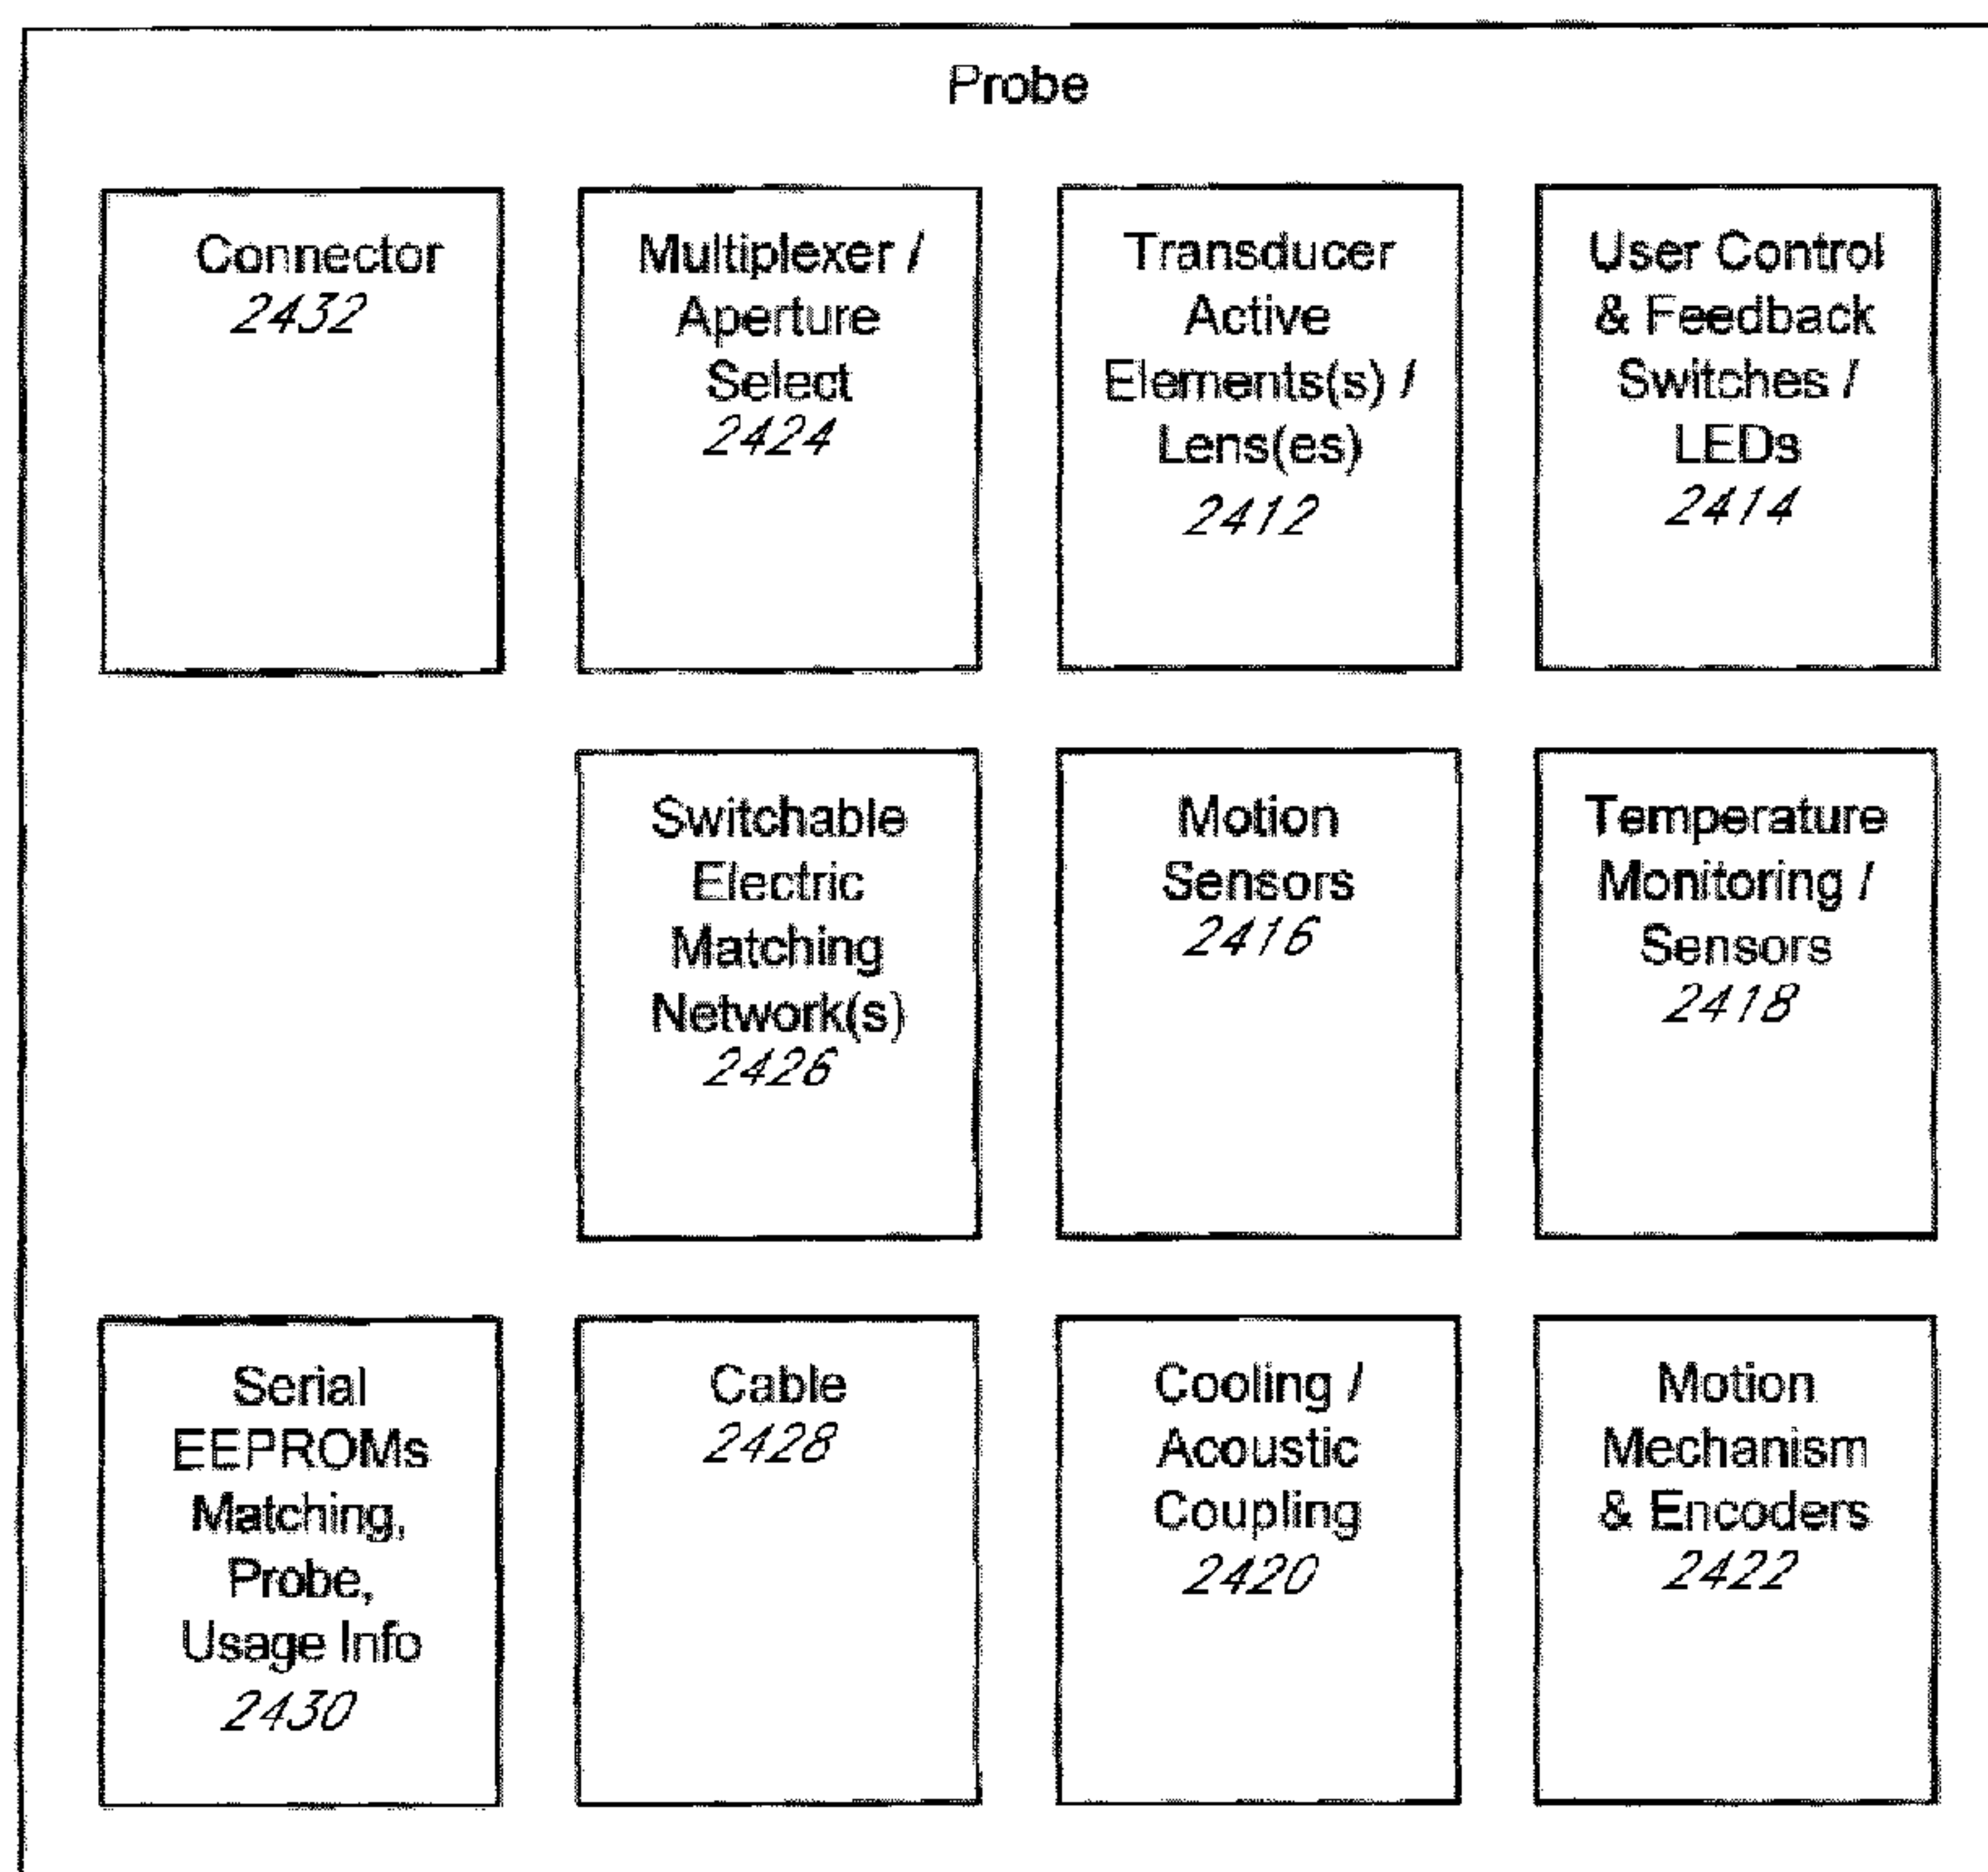 Probe
Connector
2432
Multiplexer /
Aperture
Select
2424
Transducer
Active
Elements(s) /
Lens(es)
2412
User Control
& Feedback
Switches /
LEDs
2414
Switchable
Electric
Matching
Network(s)
2426
Motion
Sensors
2416
Temperature
Monitoring /
Sensors
2418
Serial
EEPROMs
Matching,
Probe,
Usage Info
2430
Cable
2428
Cooling /
Acoustic
Coupling
2420
Motion
Mechanism
& Encoders
2422